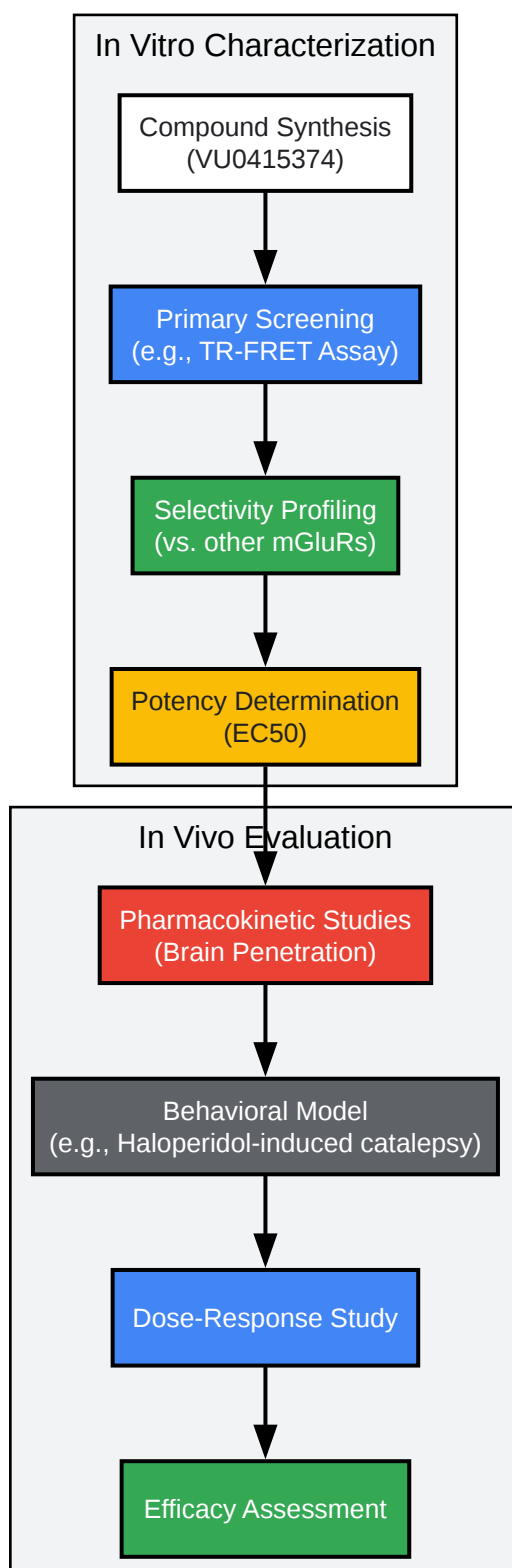 In Vitro Characterization
Compound Synthesis
(VU0415374)
Primary Screening
(e.g., TR-FRET Assay)
Selectivity Profiling
(vs. other mGluRs)
Potency Determination
(EC50)
In Vivo Evaluation
Pharmacokinetic Studies
(Brain Penetration)
Behavioral Model
(e.g., Haloperidol-induced catalepsy)
Dose-Response Study
Efficacy Assessment